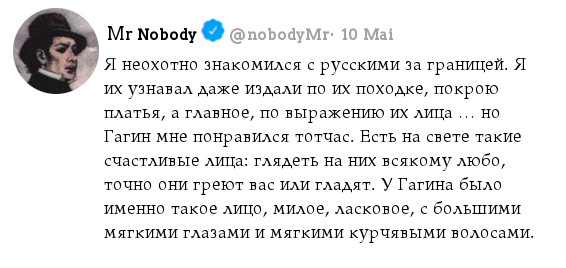 Mr Nobody @nobodyMr· 10 Mai
Я неохотно знакомился с русскими за границей. Я
их узнавал даже издали по их походке, покрою
платья, а главное, по выражению их лица … но
Гагин мне понравился тотчас. Есть на свете такие
счастливые лица: глядеть на них всякому любо,
точно они греют вас или гладят. У Гагина было
именно такое лицо, милое, ласковое, с большими
мягкими глазами и мягкими курчявыми волосами.